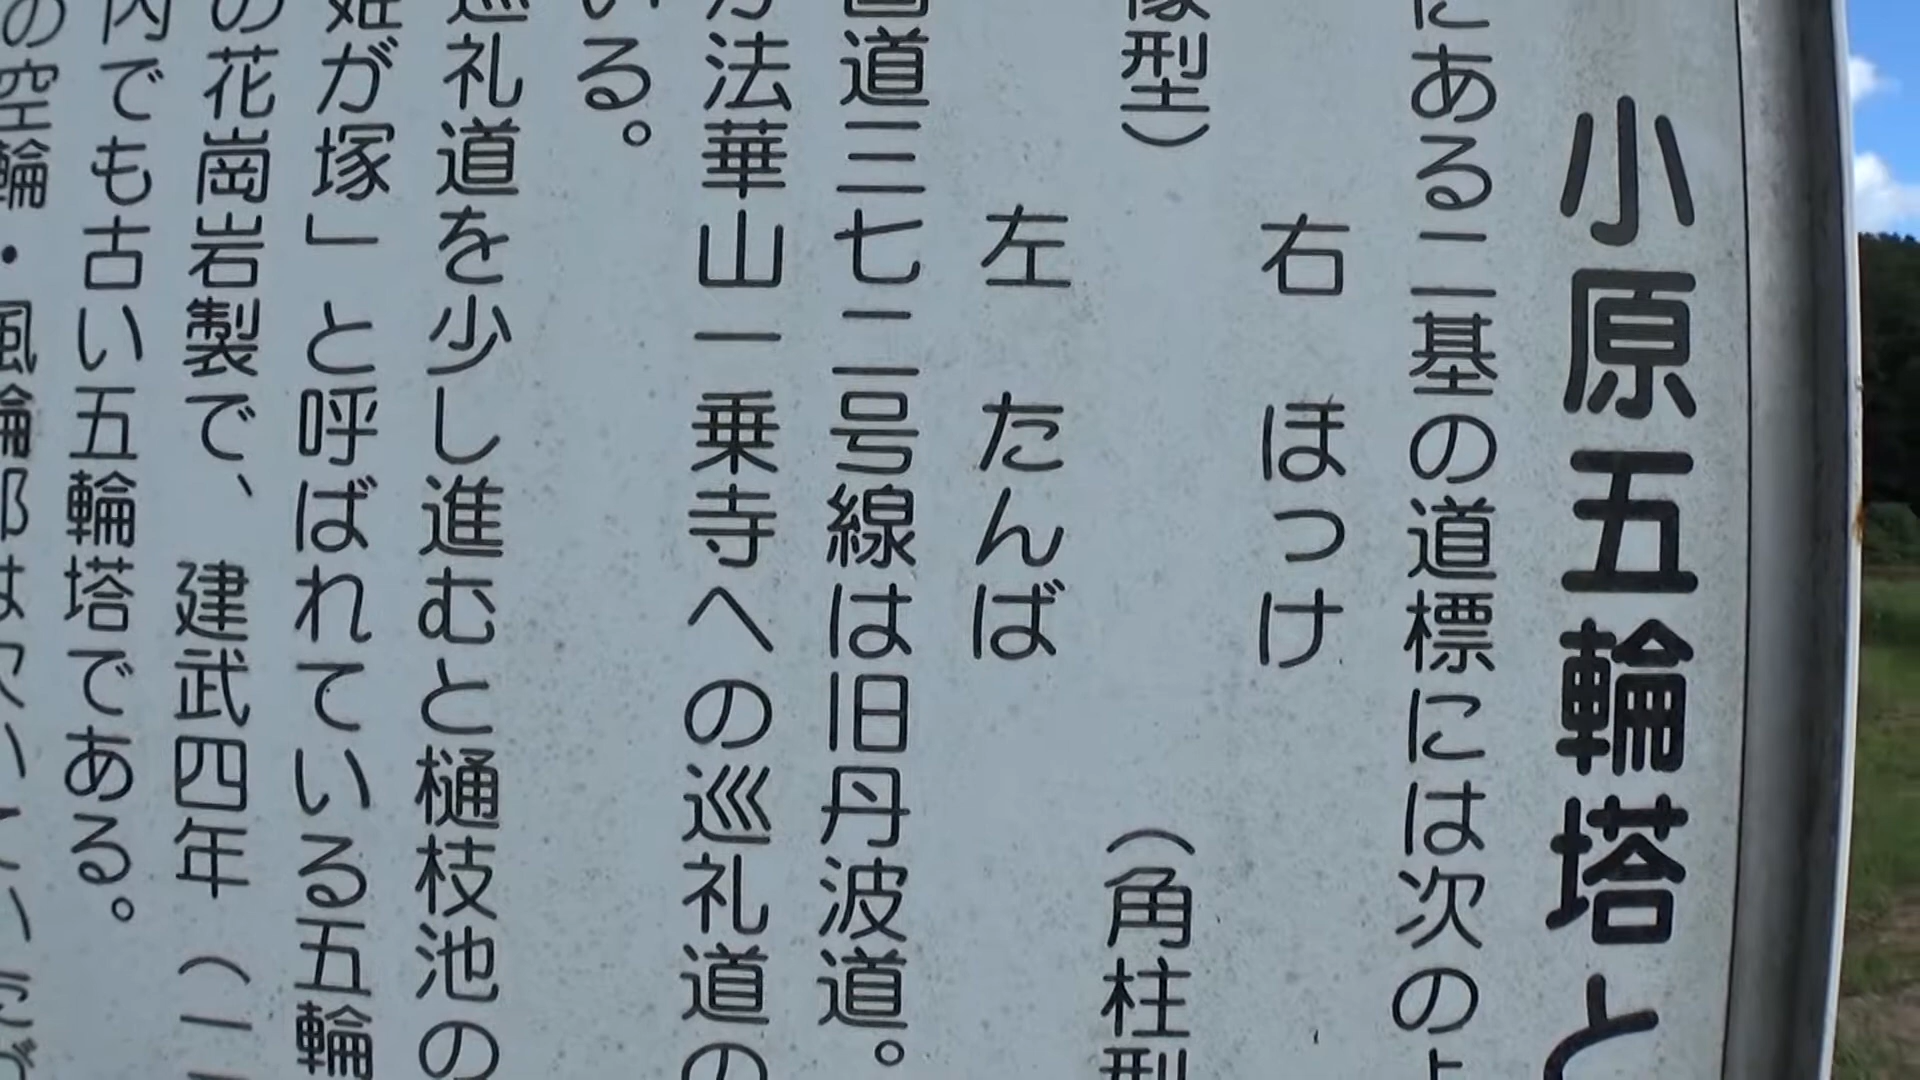 小原五輪塔と
にある二基の道標には次の
右 ほっけ
像型) (角柱型
左 たんば
国道三七二号線は旧丹波道。
法華山一乗寺への巡礼道の
いる。
巡礼道を少し進むと樋枝池の
姫が塚」と呼ばれている五輪
の花崗岩製で、建武四年(一
内でも古い五輪塔である。
の空輪・風輪部は欠いてい